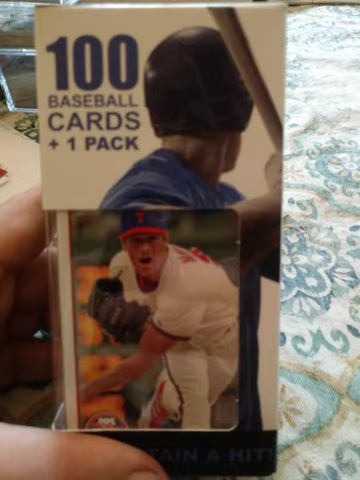 100
BASEBALL
CARDS
+ 1 PACK
TAIN A HIT!